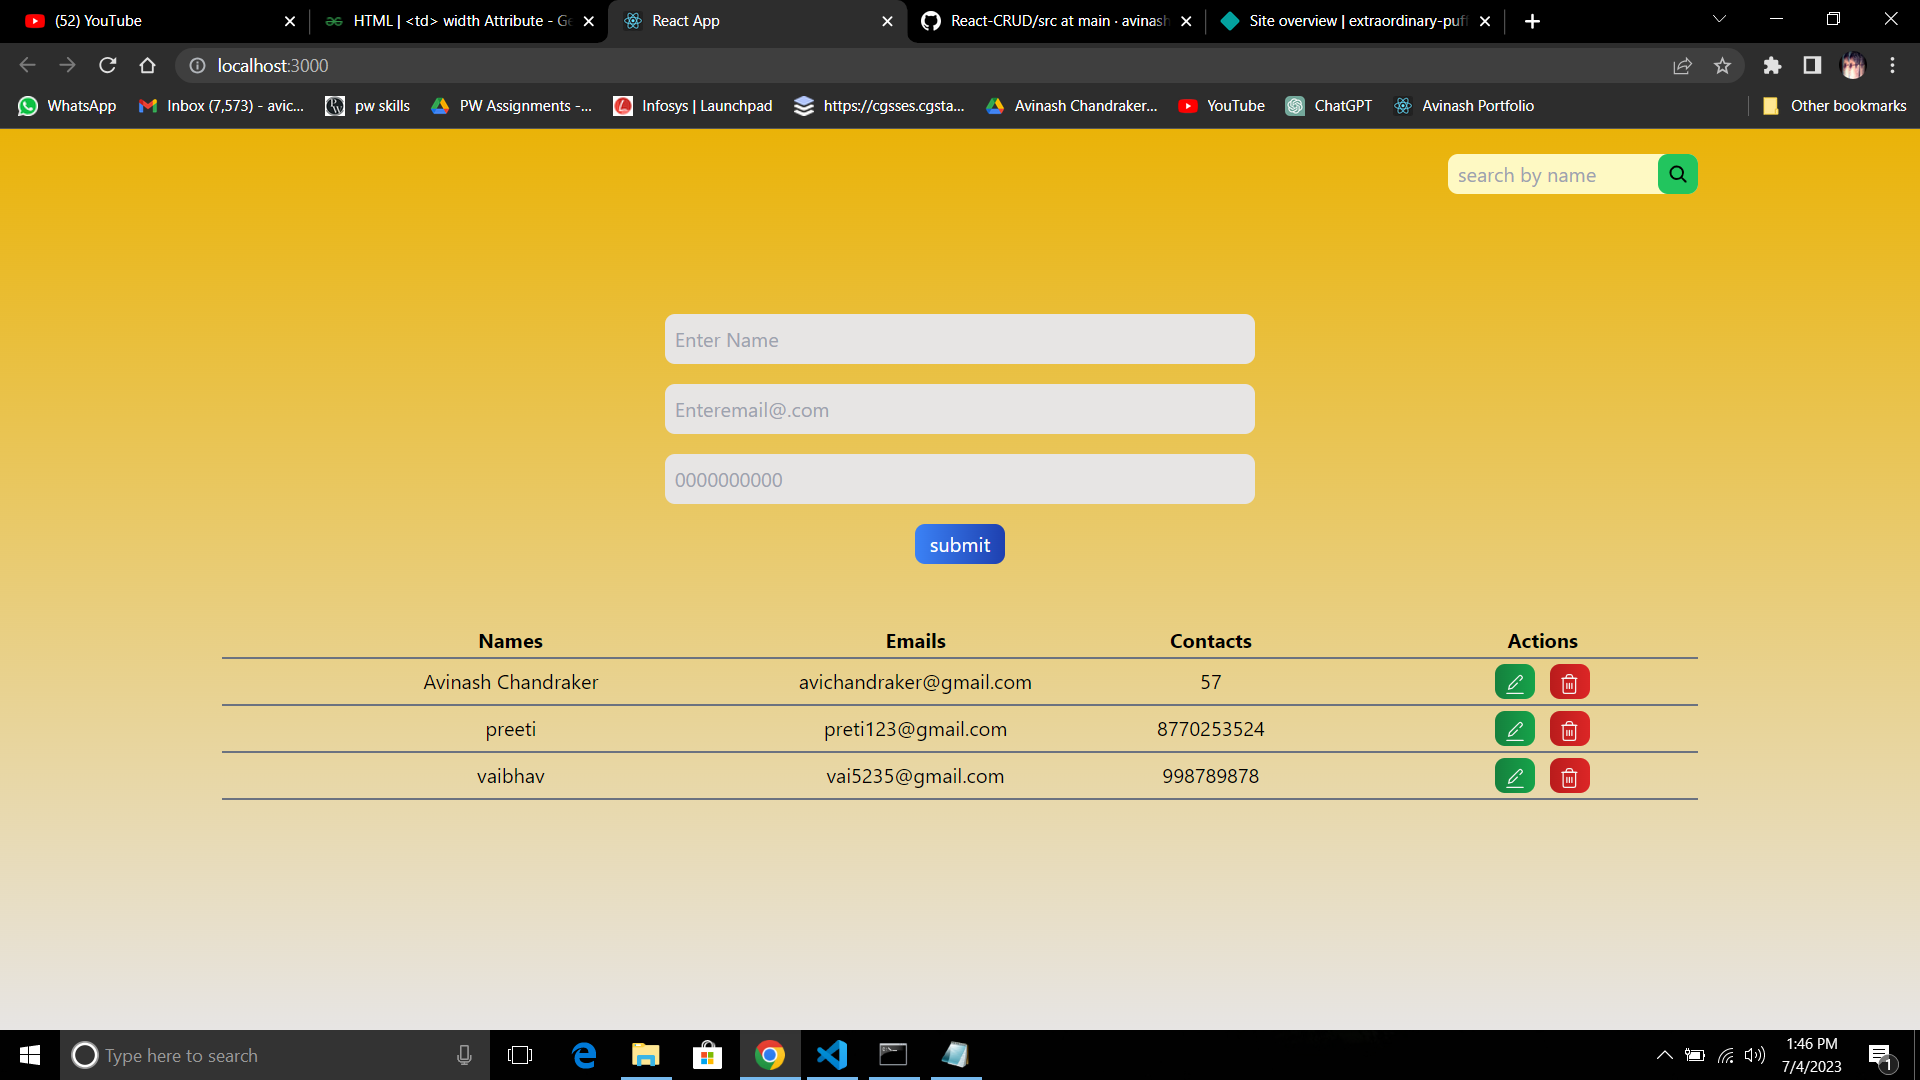 (52) YouTube
HTML | <td> width Attribute - Ge
React App
React-CRUD/src at main · avinash
Site overview | extraordinary-puff
localhost:3000
WhatsApp
Inbox (7,573) - avic...
pw skills
PW Assignments -...
Infosys | Launchpad
https://cgsses.cgsta...
Avinash Chandraker...
YouTube
ChatGPT
Avinash Portfolio
Other bookmarks
search by name
Enter Name
Enteremail@.com
0000000000
submit
Names Emails Contacts Actions
Avinash Chandraker avichandraker@gmail.com 57
preeti preti123@gmail.com 8770253524
vaibhav vai5235@gmail.com 998789878
Type here to search
1:46 PM
7/4/2023
1